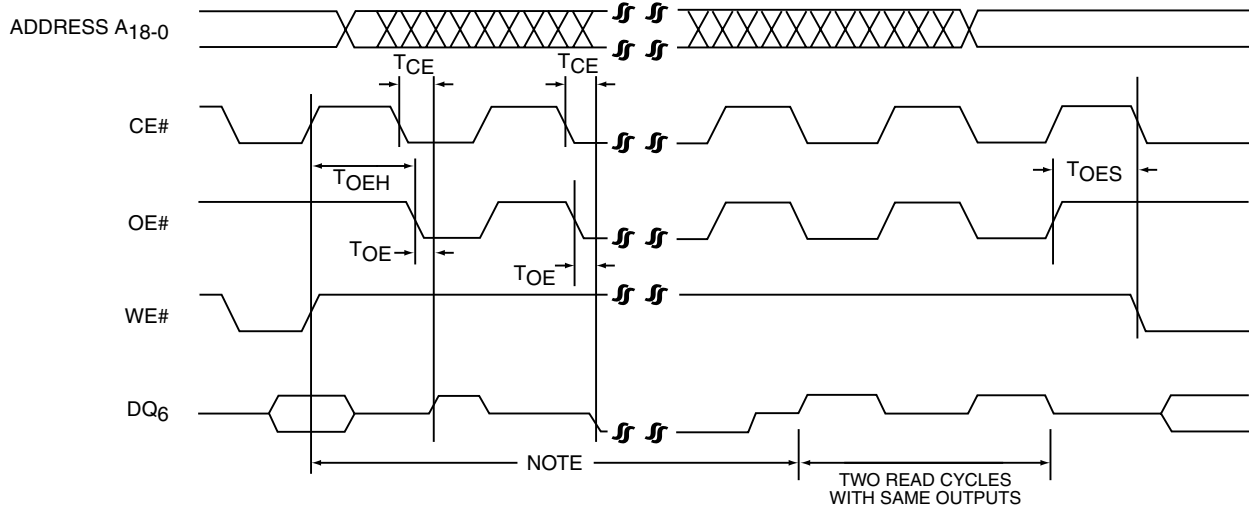 ADDRESS A18-0
TCE
TCE
CE#
TOEH
TOES
OE#
TOE
TOE
WE#
DQ6
NOTE
TWO READ CYCLES
WITH SAME OUTPUTS